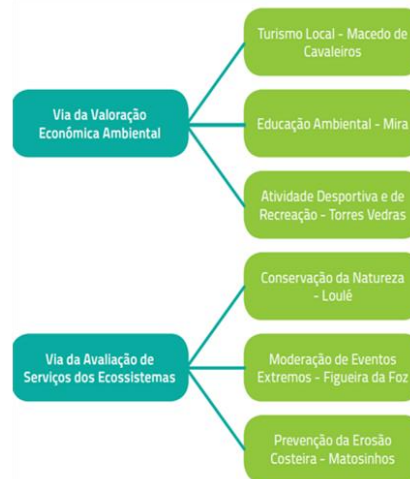 Turismo Local - Macedo de
Cavaleiros
Via da Valoração
Económica Ambiental
Educação Ambiental - Mira
Atividade Desportiva e de
Recreação - Torres Vedras
Conservação da Natureza
- Loulé
Via da Avaliação de
Serviços dos Ecossistemas
Moderação de Eventos
Extremos - Figueira da Foz
Prevenção da Erosão
Costeira - Matosinhos